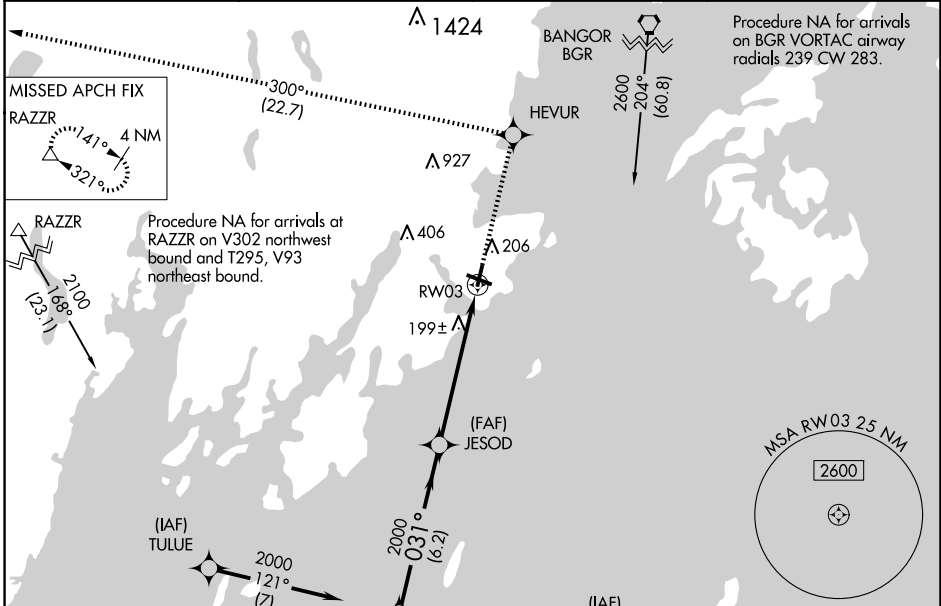 1424
BANGOR
BGR
Procedure NA for arrivals
on BGR VORTAC airway
radials 239 CW 283.
2600
204°
(60.8)
300°
(22.7)
HEVUR
MISSED APCH FIX
RAZZR
141°
4 NM
321°
927
RAZZR
2100
168°
(23.1)
Procedure NA for arrivals at
RAZZR on V302 northwest
bound and T295, V93
northeast bound.
406
206
RW03
199±
(FAF)
JESOD
MSA RW03 25 NM
2600
2000
031°
(6.2)
(IAF)
TULUE
2000
121°
(7)
(IAF)